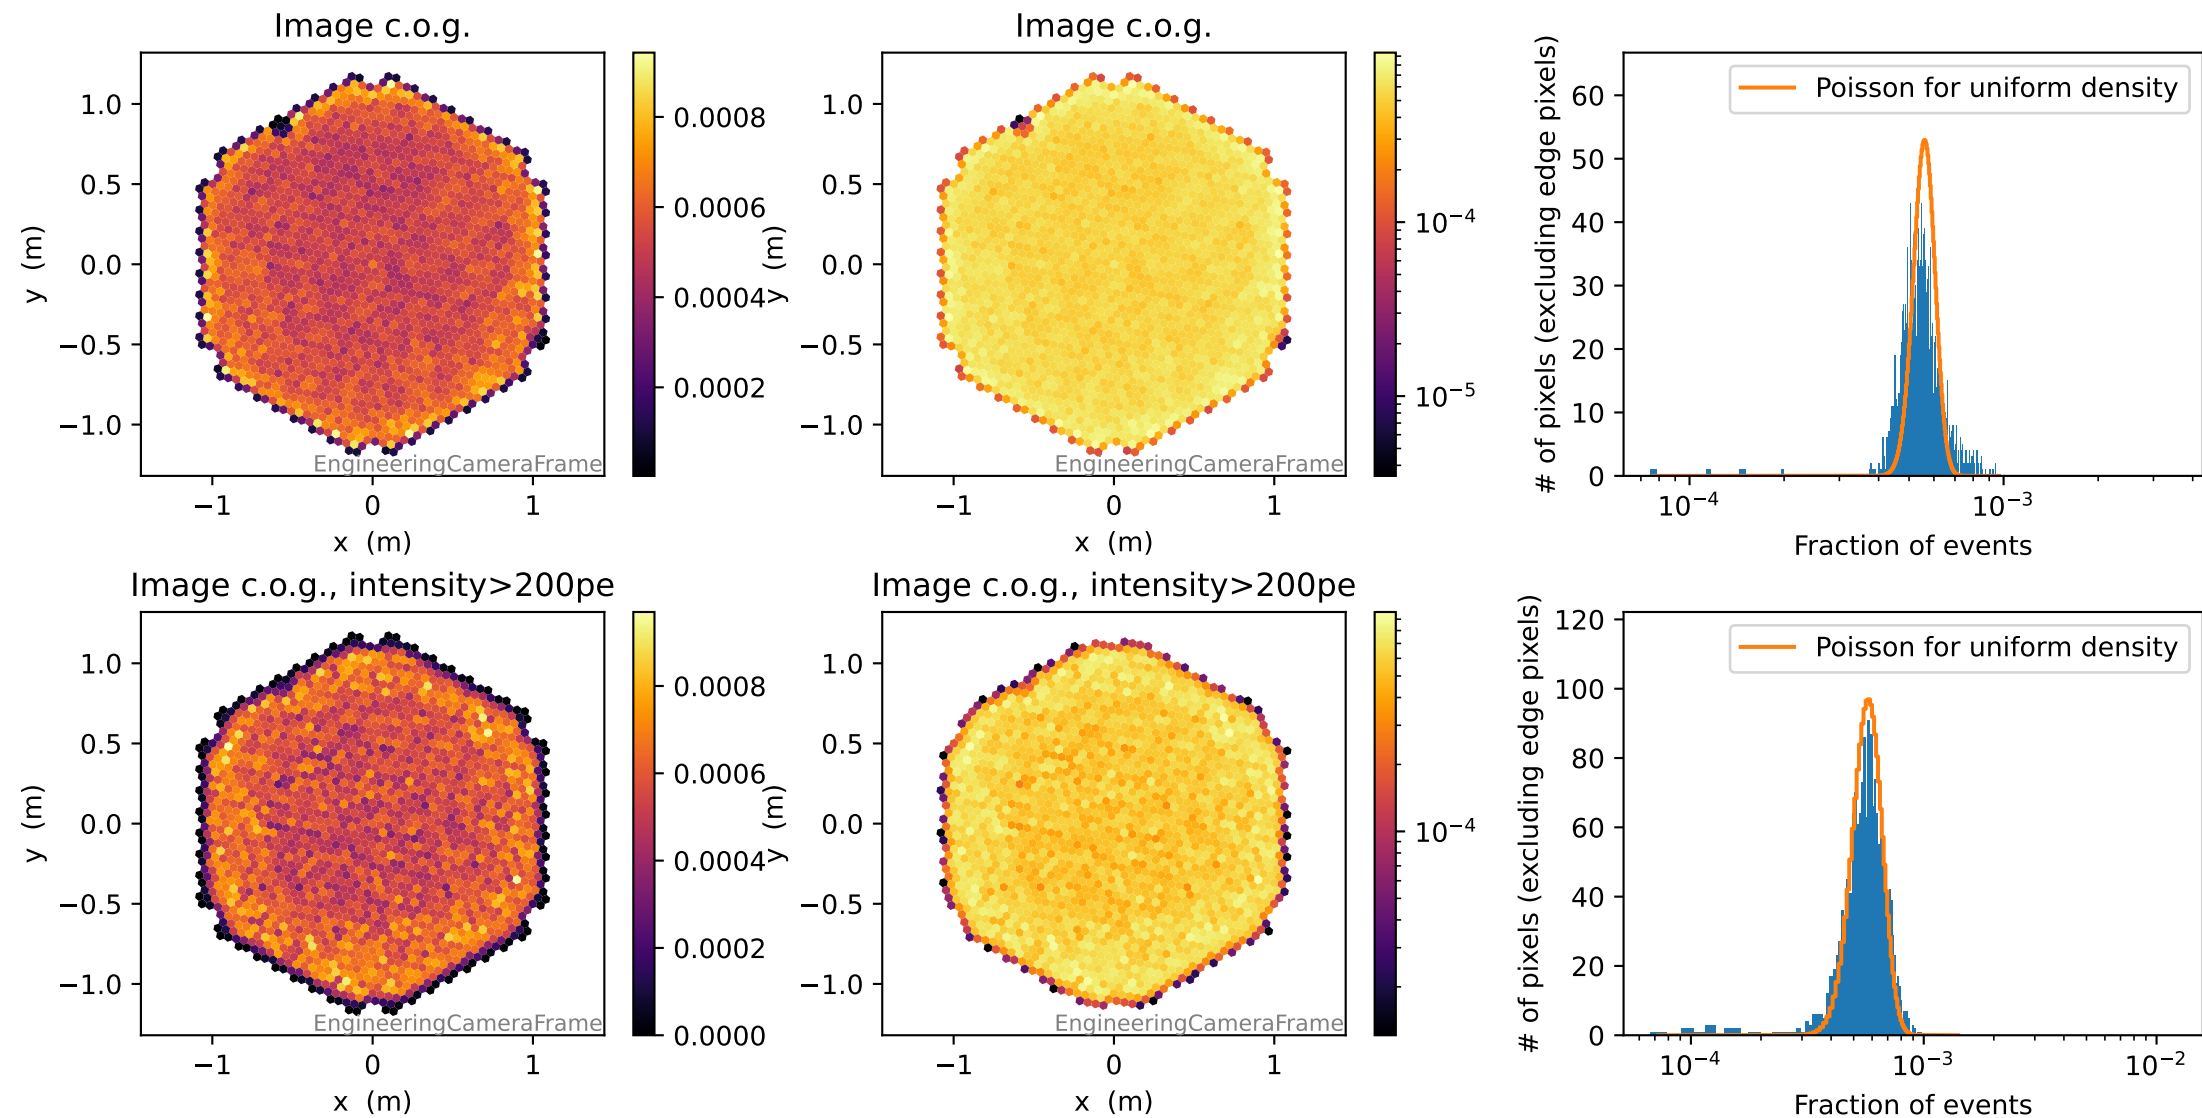 Image c.o.g.
y (m)
1.0
0.5
0.0
−0.5
−1.0
−1
0
1
x (m)
EngineeringCameraFrame
0.0008
0.0006
0.0004
0.0002
Image c.o.g.
y (m)
1.0
0.5
0.0
−0.5
−1.0
−1
0
1
x (m)
EngineeringCameraFrame
10⁻⁴
10⁻⁵
# of pixels (excluding edge pixels)
60
50
40
30
20
10
0
Poisson for uniform density
10⁻⁴
10⁻³
Fraction of events
Image c.o.g., intensity>200pe
y (m)
1.0
0.5
0.0
−0.5
−1.0
−1
0
1
x (m)
EngineeringCameraFrame
0.0008
0.0006
0.0004
0.0002
0.0000
Image c.o.g., intensity>200pe
y (m)
1.0
0.5
0.0
−0.5
−1.0
−1
0
1
x (m)
EngineeringCameraFrame
10⁻⁴
# of pixels (excluding edge pixels)
120
100
80
60
40
20
0
Poisson for uniform density
10⁻⁴
10⁻³
10⁻²
Fraction of events